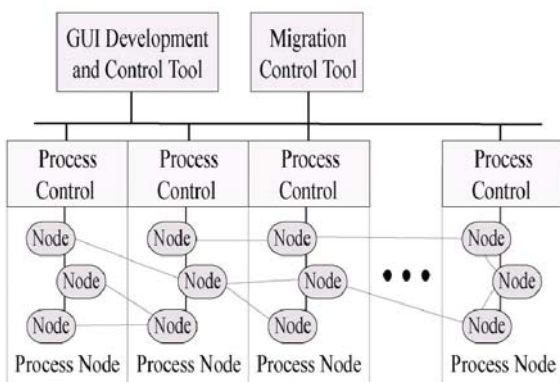 GUI Development
and Control Tool
Migration
Control Tool
Process
Control
Process
Control
Process
Control
Process
Control
Node
Node
Node
Node
Node
Node
Node
Node
Node
Node
Node
Node
Process Node
Process Node
Process Node
Process Node